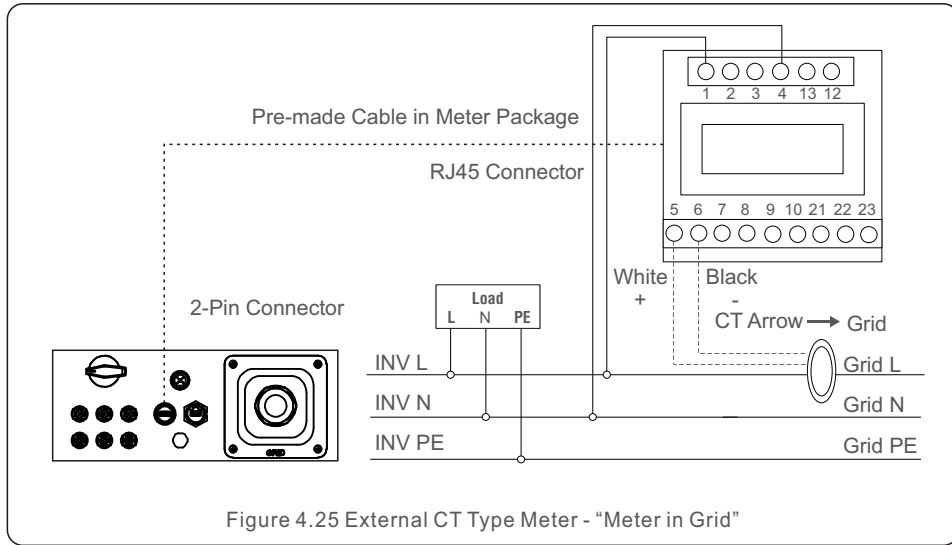 1 2 3 4 13 12
Pre-made Cable in Meter Package
RJ45 Connector
5 6 7 8 9 10 21 22 23
White Black
+ -
CT Arrow → Grid
2-Pin Connector
Load
L N PE
INV L Grid L
INV N Grid N
INV PE Grid PE
GRID
Figure 4.25 External CT Type Meter - “Meter in Grid”